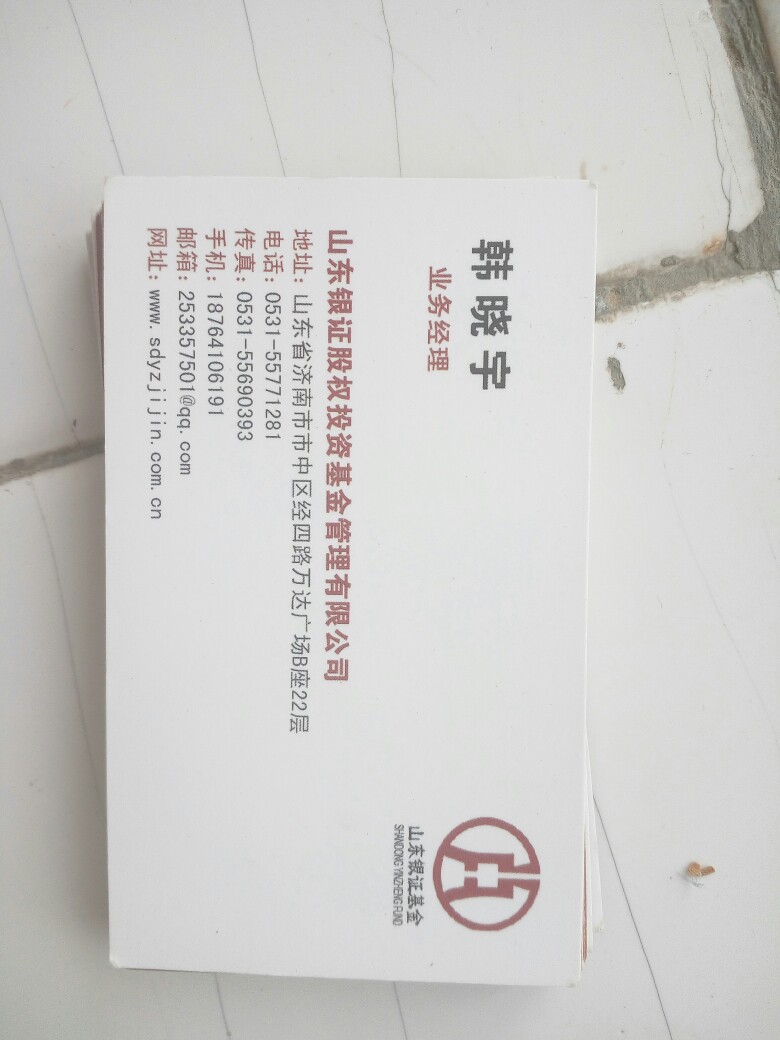 韩晓宇
业务经理
山东银证股权投资基金管理有限公司
地址：山东省济南市市中区经四路万达广场B座22层
电话：0531-55771281
传真：0531-55690393
手机：18764106191
邮箱：253357501@qq.com
网址：www.sdyzjijin.com.cn
山东银证基金
SHANDONG YINZHENG FUND